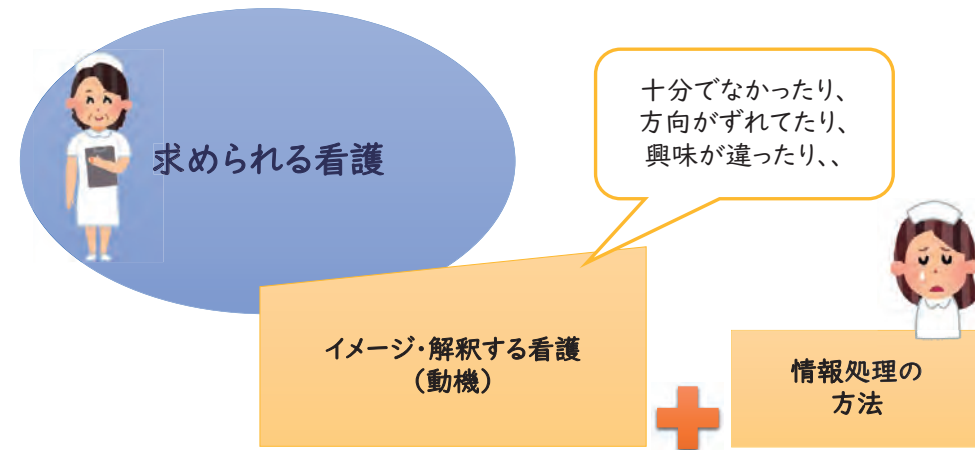 求められる看護
十分でなかったり、
方向がずれてたり、
興味が違ったり、、
イメージ・解釈する看護
（動機）
情報処理の
方法